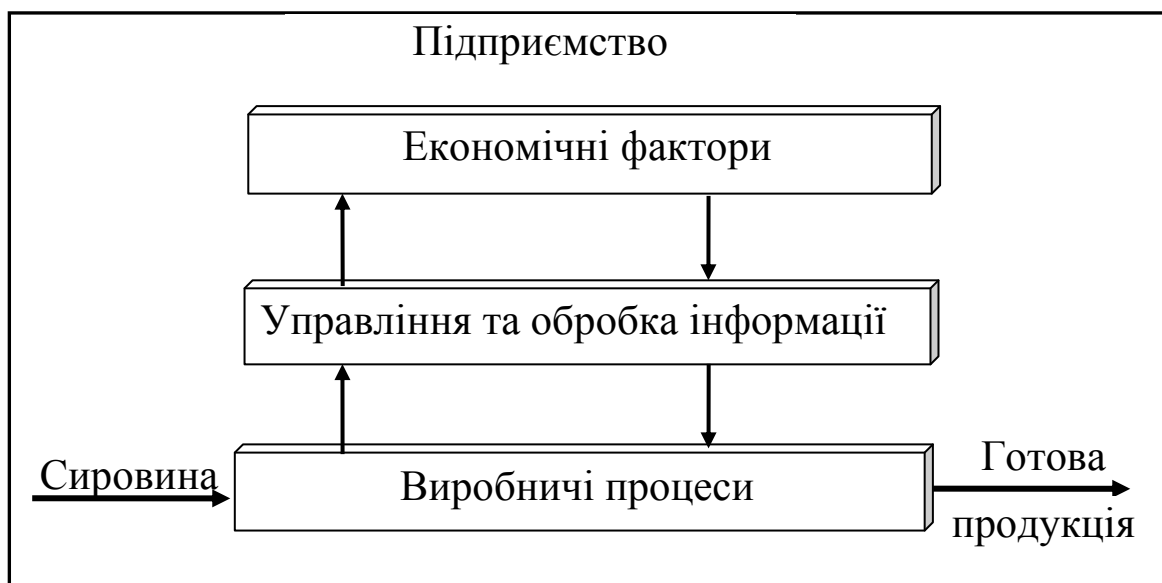 Підприємство
Економічні фактори
Управління та обробка інформації
Сировина
Виробничі процеси
Готова
продукція